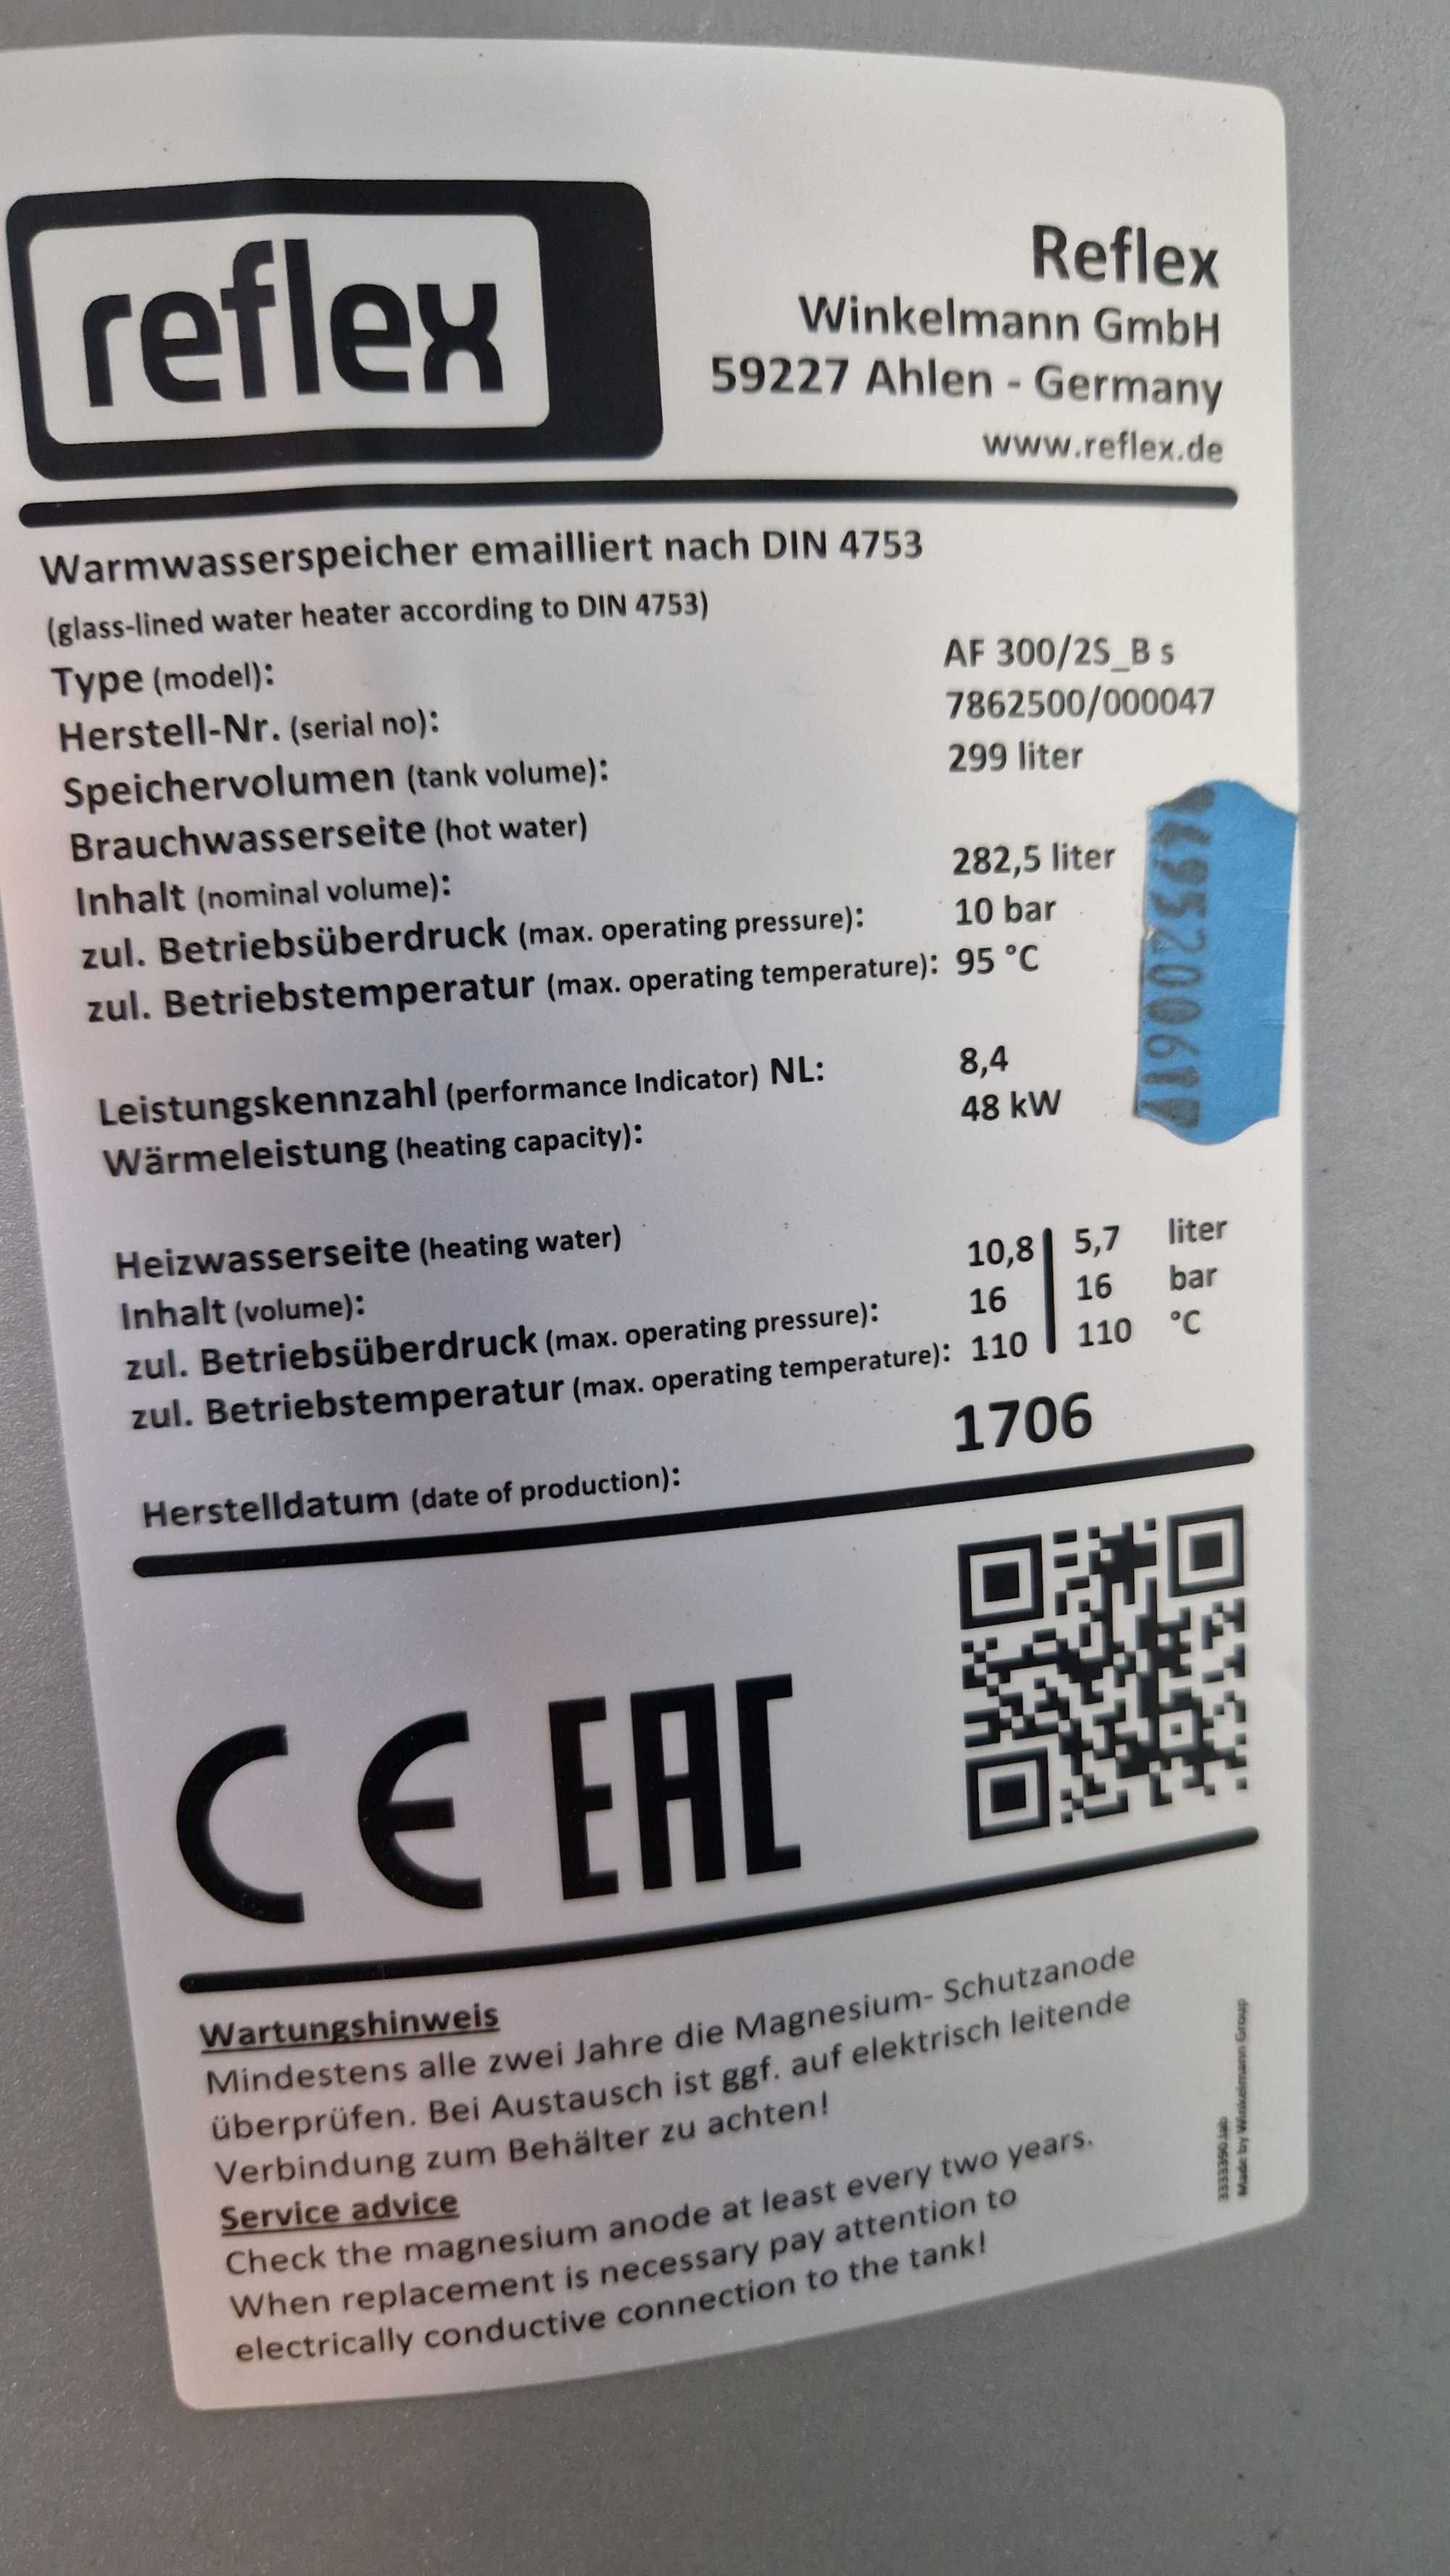 reflex
Reflex
Winkelmann GmbH
59227 Ahlen - Germany
www.reflex.de
Warmwasserspeicher emailliert nach DIN 4753
(glass-lined water heater according to DIN 4753)
Type (model): AF 300/2S_B s
Herstell-Nr. (serial no): 7862500/000047
Speichervolumen (tank volume): 299 liter
Brauchwasserseite (hot water)
Inhalt (nominal volume): 282,5 liter
zul. Betriebsüberdruck (max. operating pressure): 10 bar
zul. Betriebstemperatur (max. operating temperature): 95 °C
Leistungskennzahl (performance Indicator) NL: 8,4
Wärmeleistung (heating capacity): 48 kW
Heizwasserseite (heating water)
Inhalt (volume): 10,8 | 5,7 liter
zul. Betriebsüberdruck (max. operating pressure): 16 | 16 bar
zul. Betriebstemperatur (max. operating temperature): 110 | 110 °C
Herstelldatum (date of production): 1706
CE EAC
Wartungshinweis
Mindestens alle zwei Jahre die Magnesium- Schutzanode
überprüfen. Bei Austausch ist ggf. auf elektrisch leitende
Verbindung zum Behälter zu achten!
Service advice
Check the magnesium anode at least every two years.
When replacement is necessary pay attention to
electrically conductive connection to the tank!
Made by Winkelmann Group